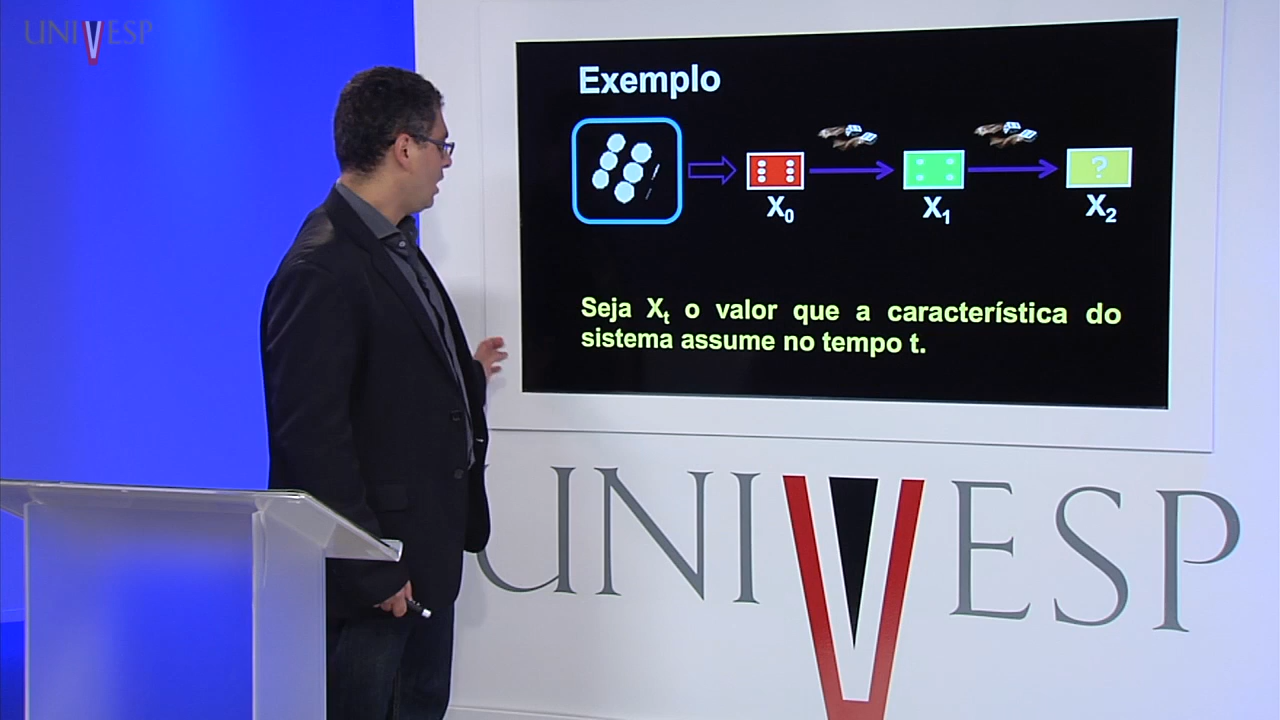 UNIVESP
Exemplo
?
X₀ X₁ X₂
Seja Xₜ o valor que a característica do
sistema assume no tempo t.
UNIVESP